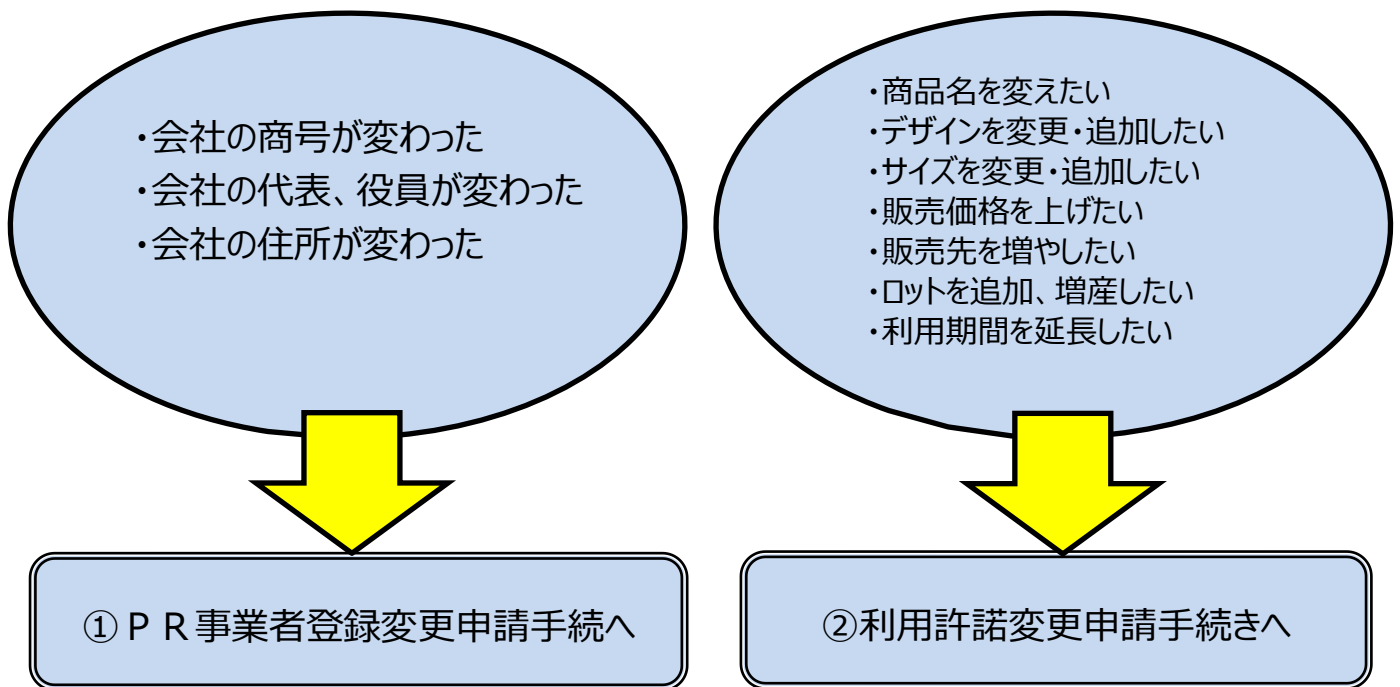 ・会社の商号が変わった
・会社の代表、役員が変わった
・会社の住所が変わった
①ＰＲ事業者登録変更申請手続へ
・商品名を変えたい
・デザインを変更・追加したい
・サイズを変更・追加したい
・販売価格を上げたい
・販売先を増やしたい
・ロットを追加、増産したい
・利用期間を延長したい
②利用許諾変更申請手続きへ